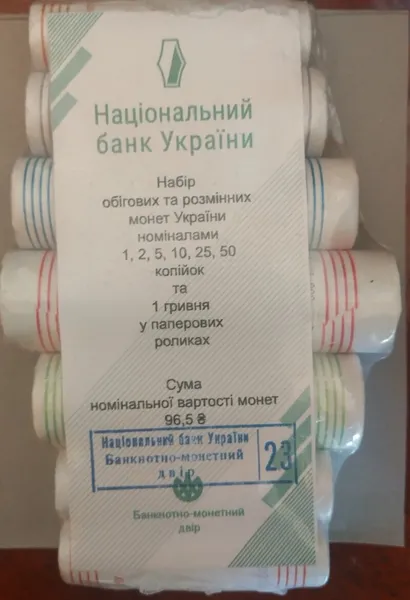 Національний
банк України
Набір
обігових та розмінних
монет України
номіналами
1, 2, 5, 10, 25, 50
копійок
та
1 гривня
у паперових
роликах
Сума
номінальної вартості монет
96,5 ₴
Національний банк України
Банкнотно-монетний
двір
23
Банкнотно-монетний
двір